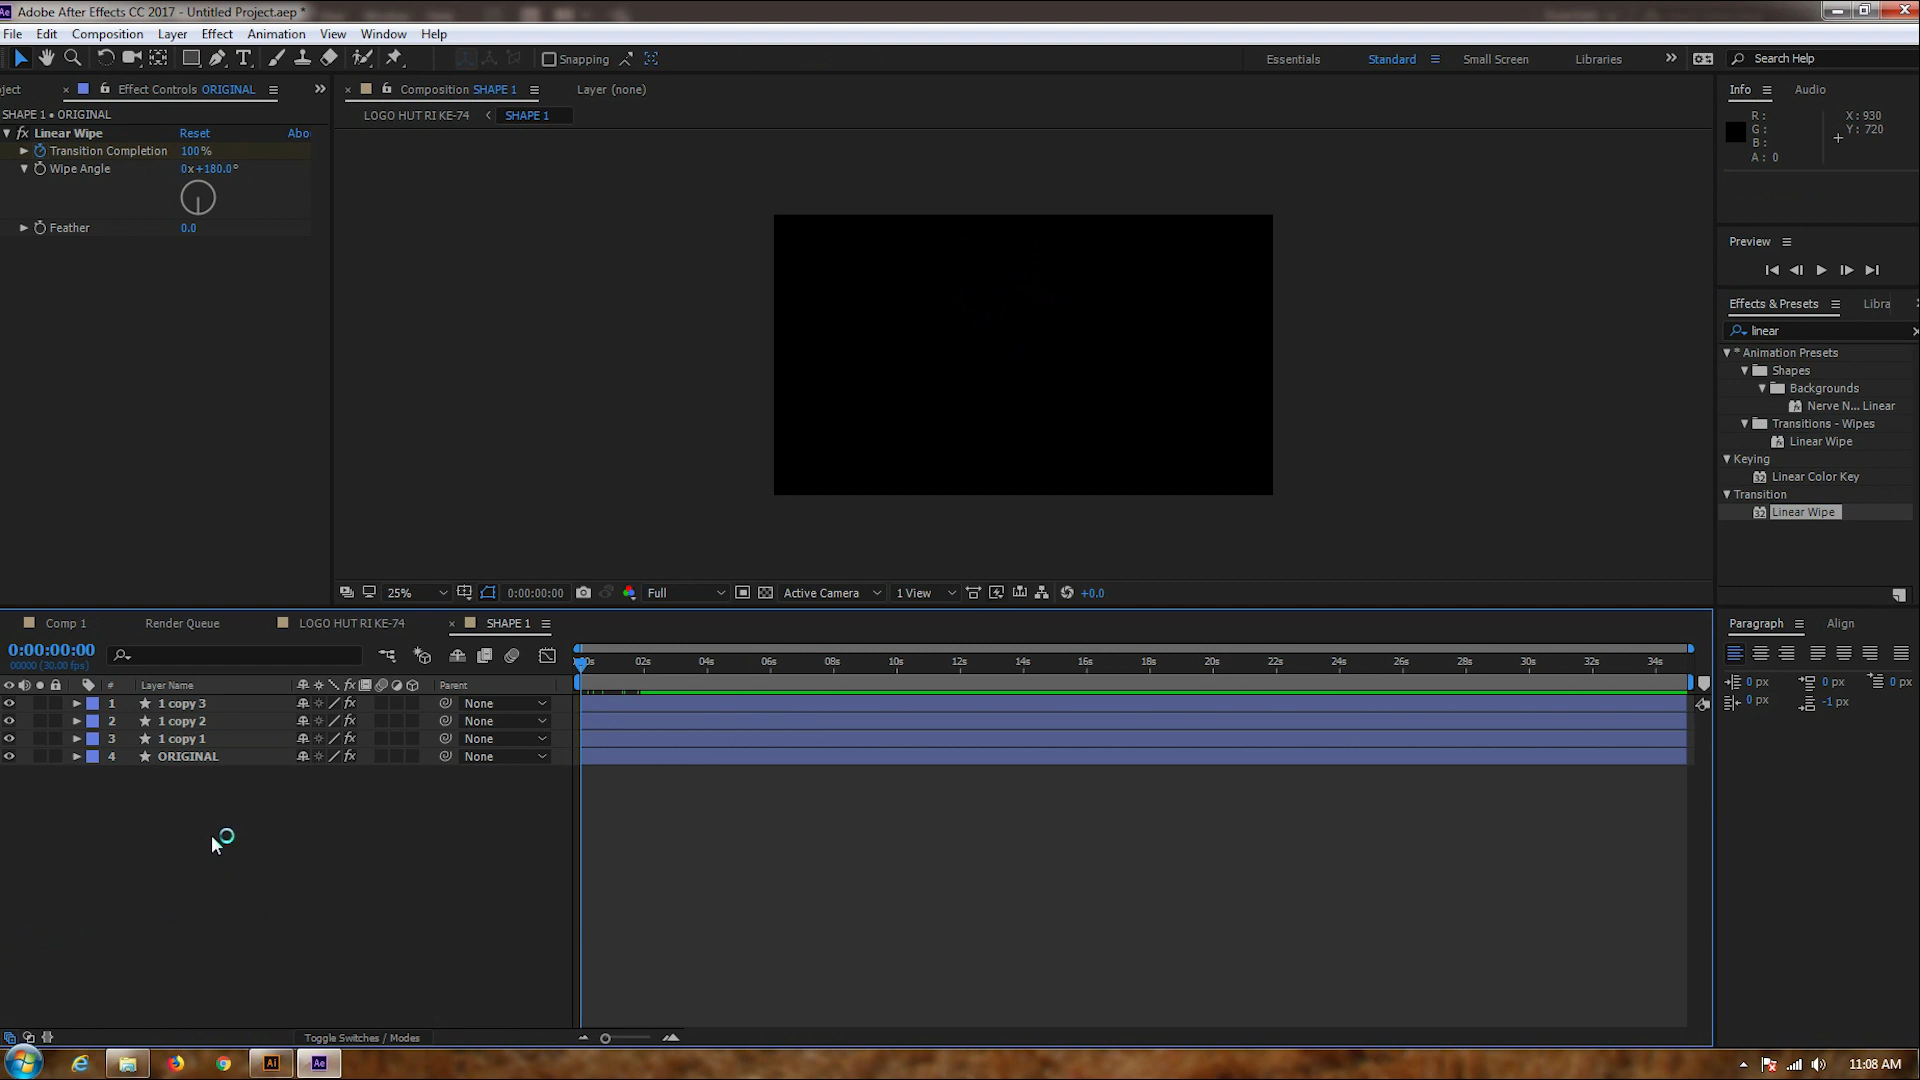 Adobe After Effects CC 2017 - Untitled Project.aep *
File Edit Composition Layer Effect Animation View Window Help
Snapping Essentials Standard Small Screen Libraries Search Help
ject Effect Controls ORIGINAL
SHAPE 1 • ORIGINAL
Linear Wipe Reset Abo
Transition Completion 100%
Wipe Angle 0x+180.0°
Feather 0.0
Composition SHAPE 1 Layer (none)
LOGO HUT RI KE-74 SHAPE 1
25% 0:00:00:00 Full Active Camera 1 View +0.0
Info Audio
R: X: 930
G: Y: 720
B:
A: 0
Preview
Effects & Presets Libra
linear
* Animation Presets
Shapes
Backgrounds
Nerve N... Linear
Transitions - Wipes
Linear Wipe
Keying
Linear Color Key
Transition
Linear Wipe
Paragraph Align
0 px 0 px 0 px
0 px -1 px
Comp 1 Render Queue LOGO HUT RI KE-74 SHAPE 1
0:00:00:00
00000 (30.00 fps)
02s 04s 06s 08s 10s 12s 14s 16s 18s 20s 22s 24s 26s 28s 30s 32s 34s
# Layer Name Parent
1 1 copy 3 None
2 1 copy 2 None
3 1 copy 1 None
4 ORIGINAL None
Toggle Switches / Modes
Ai Ae 11:08 AM